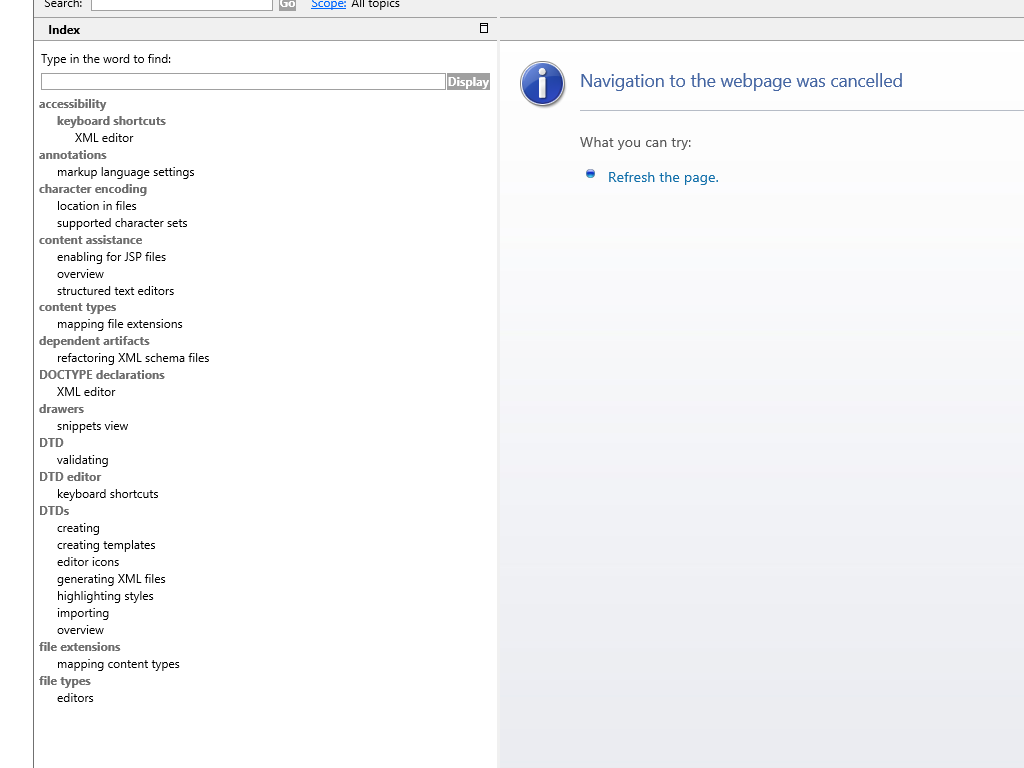 Search: Go Scope: All topics
Index
Type in the word to find:
Display
accessibility
keyboard shortcuts
XML editor
annotations
markup language settings
character encoding
location in files
supported character sets
content assistance
enabling for JSP files
overview
structured text editors
content types
mapping file extensions
dependent artifacts
refactoring XML schema files
DOCTYPE declarations
XML editor
drawers
snippets view
DTD
validating
DTD editor
keyboard shortcuts
DTDs
creating
creating templates
editor icons
generating XML files
highlighting styles
importing
overview
file extensions
mapping content types
file types
editors
Navigation to the webpage was cancelled
What you can try:
Refresh the page.